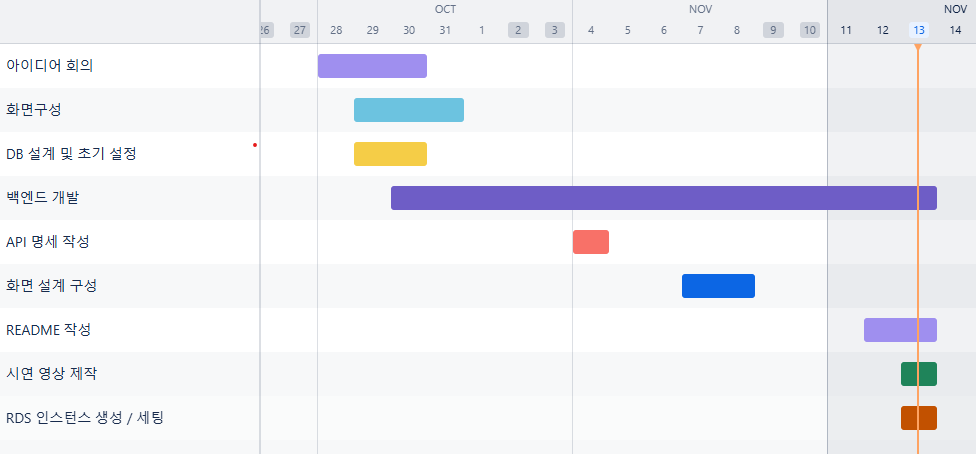 OCT NOV NOV
26 27 28 29 30 31 1 2 3 4 5 6 7 8 9 10 11 12 13 14
아이디어 회의
화면구성
DB 설계 및 초기 설정
백엔드 개발
API 명세 작성
화면 설계 구성
README 작성
시연 영상 제작
RDS 인스턴스 생성 / 세팅